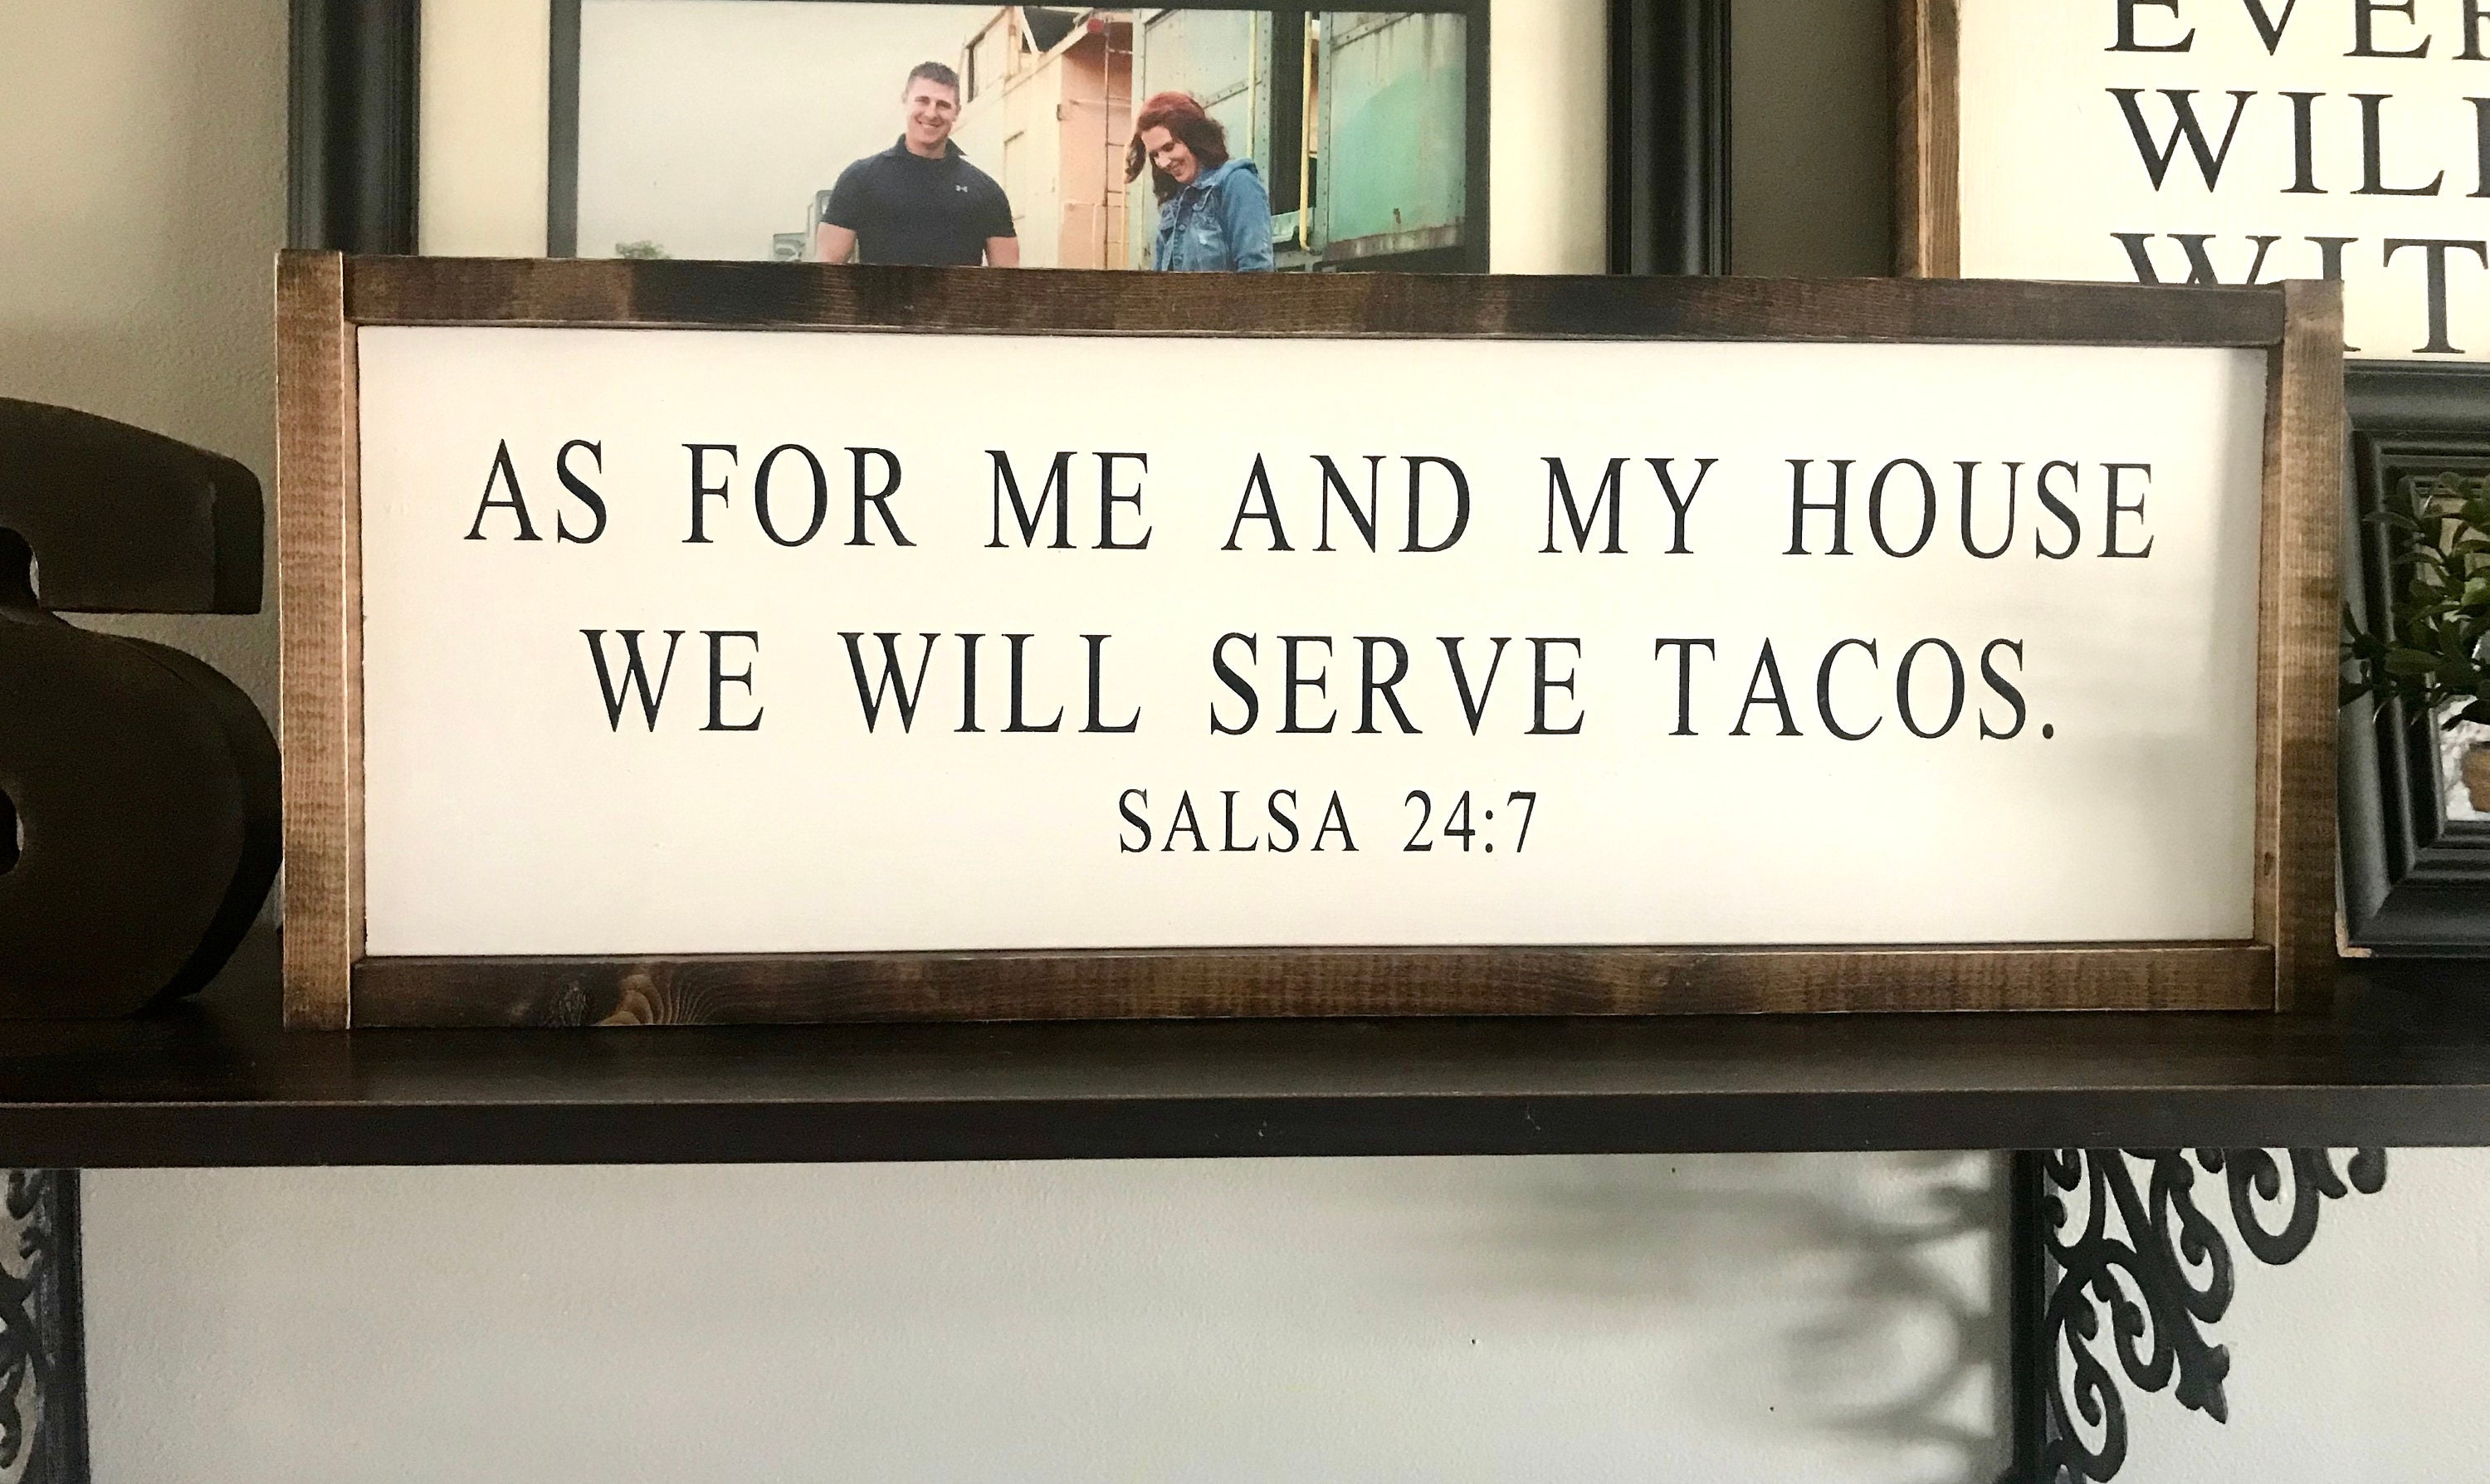 AS FOR ME AND MY HOUSE
WE WILL SERVE TACOS.
SALSA 24:7